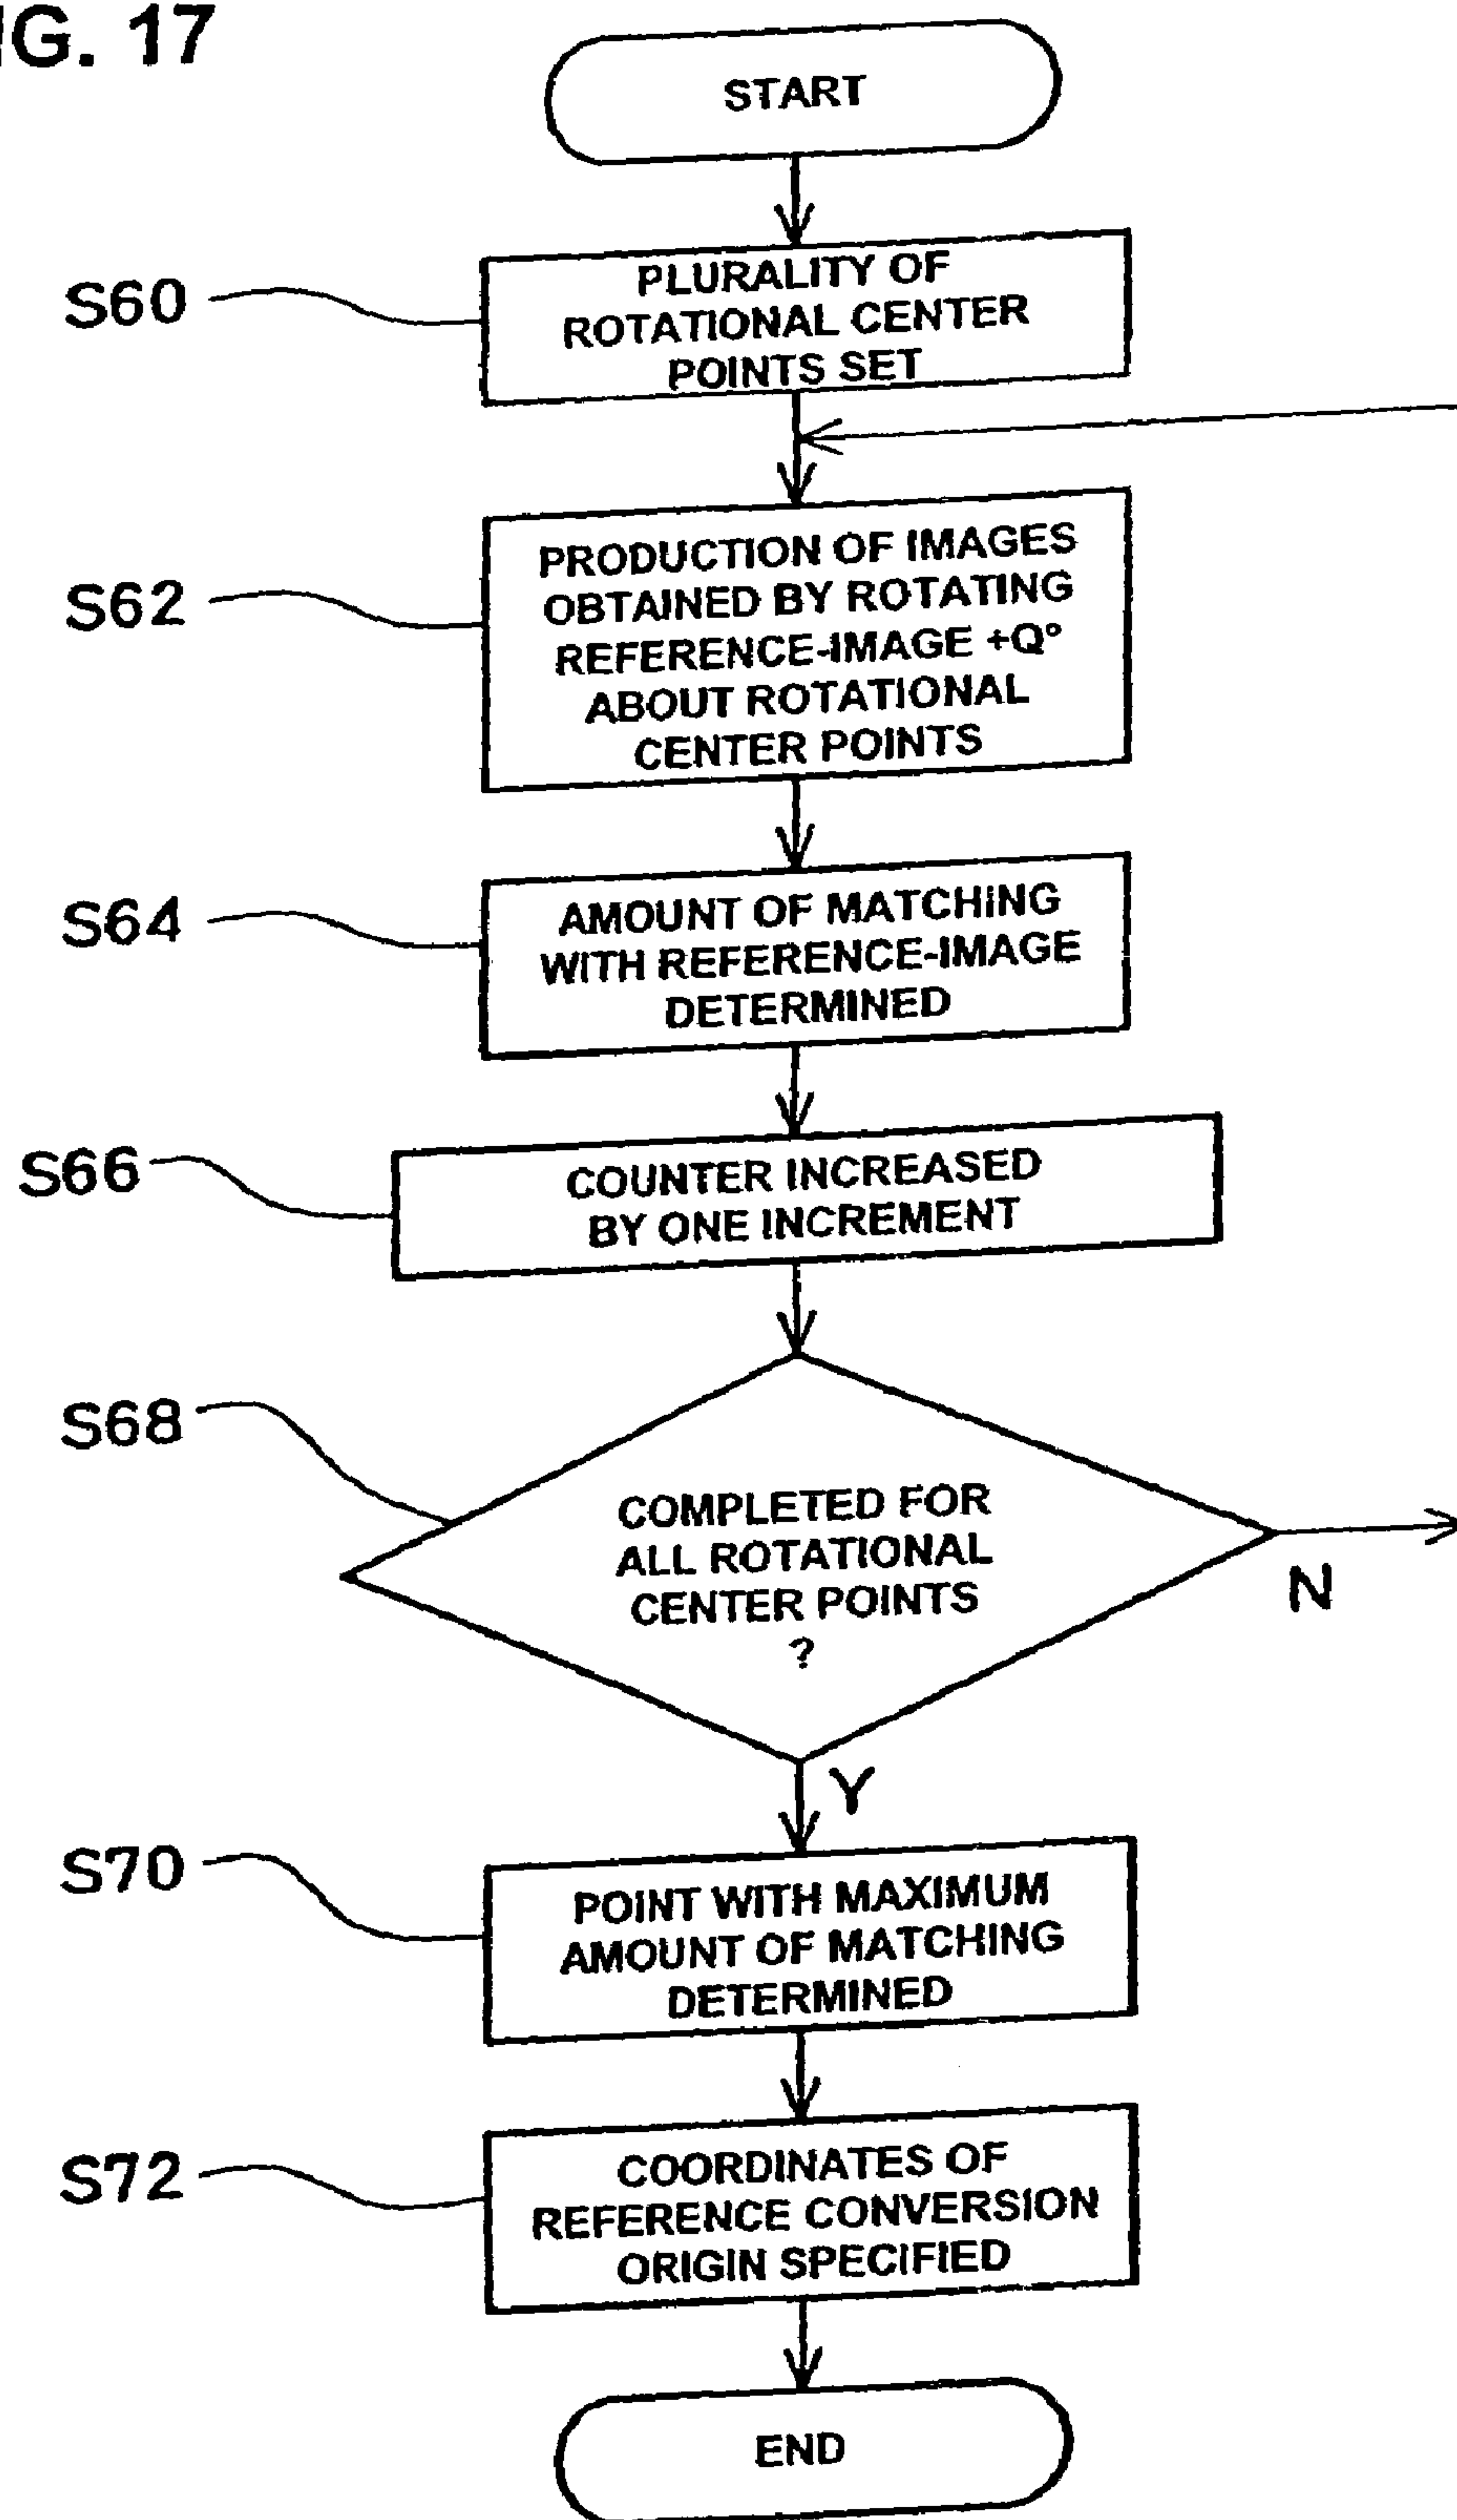 G. 17
START
S60
PLURALITY OF
ROTATIONAL CENTER
POINTS SET
S62
PRODUCTION OF IMAGES
OBTAINED BY ROTATING
REFERENCE-IMAGE +Q°
ABOUT ROTATIONAL
CENTER POINTS
S64
AMOUNT OF MATCHING
WITH REFERENCE-IMAGE
DETERMINED
S66
COUNTER INCREASED
BY ONE INCREMENT
S68
COMPLETED FOR
ALL ROTATIONAL
CENTER POINTS
?
N
Y
S70
POINT WITH MAXIMUM
AMOUNT OF MATCHING
DETERMINED
S72
COORDINATES OF
REFERENCE CONVERSION
ORIGIN SPECIFIED
END